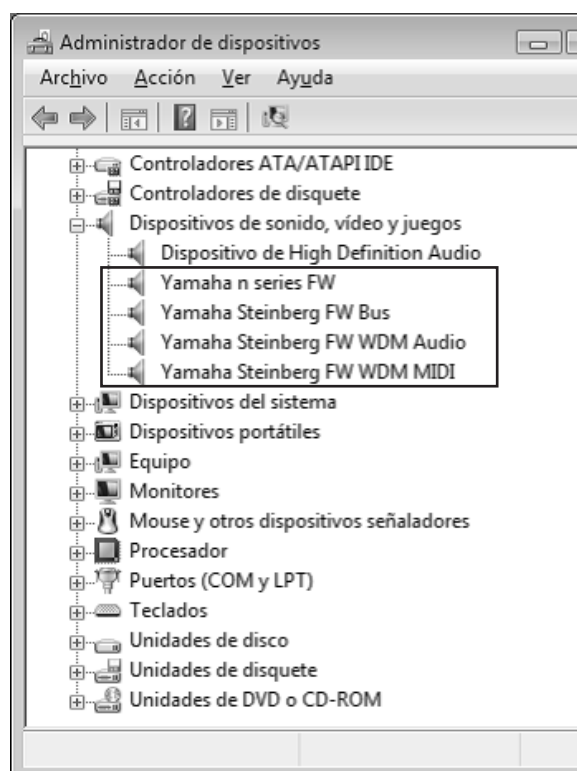 Administrador de dispositivos
Archivo Acción Ver Ayuda
Controladores ATA/ATAPI IDE
Controladores de disquete
Dispositivos de sonido, vídeo y juegos
Dispositivo de High Definition Audio
Yamaha n series FW
Yamaha Steinberg FW Bus
Yamaha Steinberg FW WDM Audio
Yamaha Steinberg FW WDM MIDI
Dispositivos del sistema
Dispositivos portátiles
Equipo
Monitores
Mouse y otros dispositivos señaladores
Procesador
Puertos (COM y LPT)
Teclados
Unidades de disco
Unidades de disquete
Unidades de DVD o CD-ROM